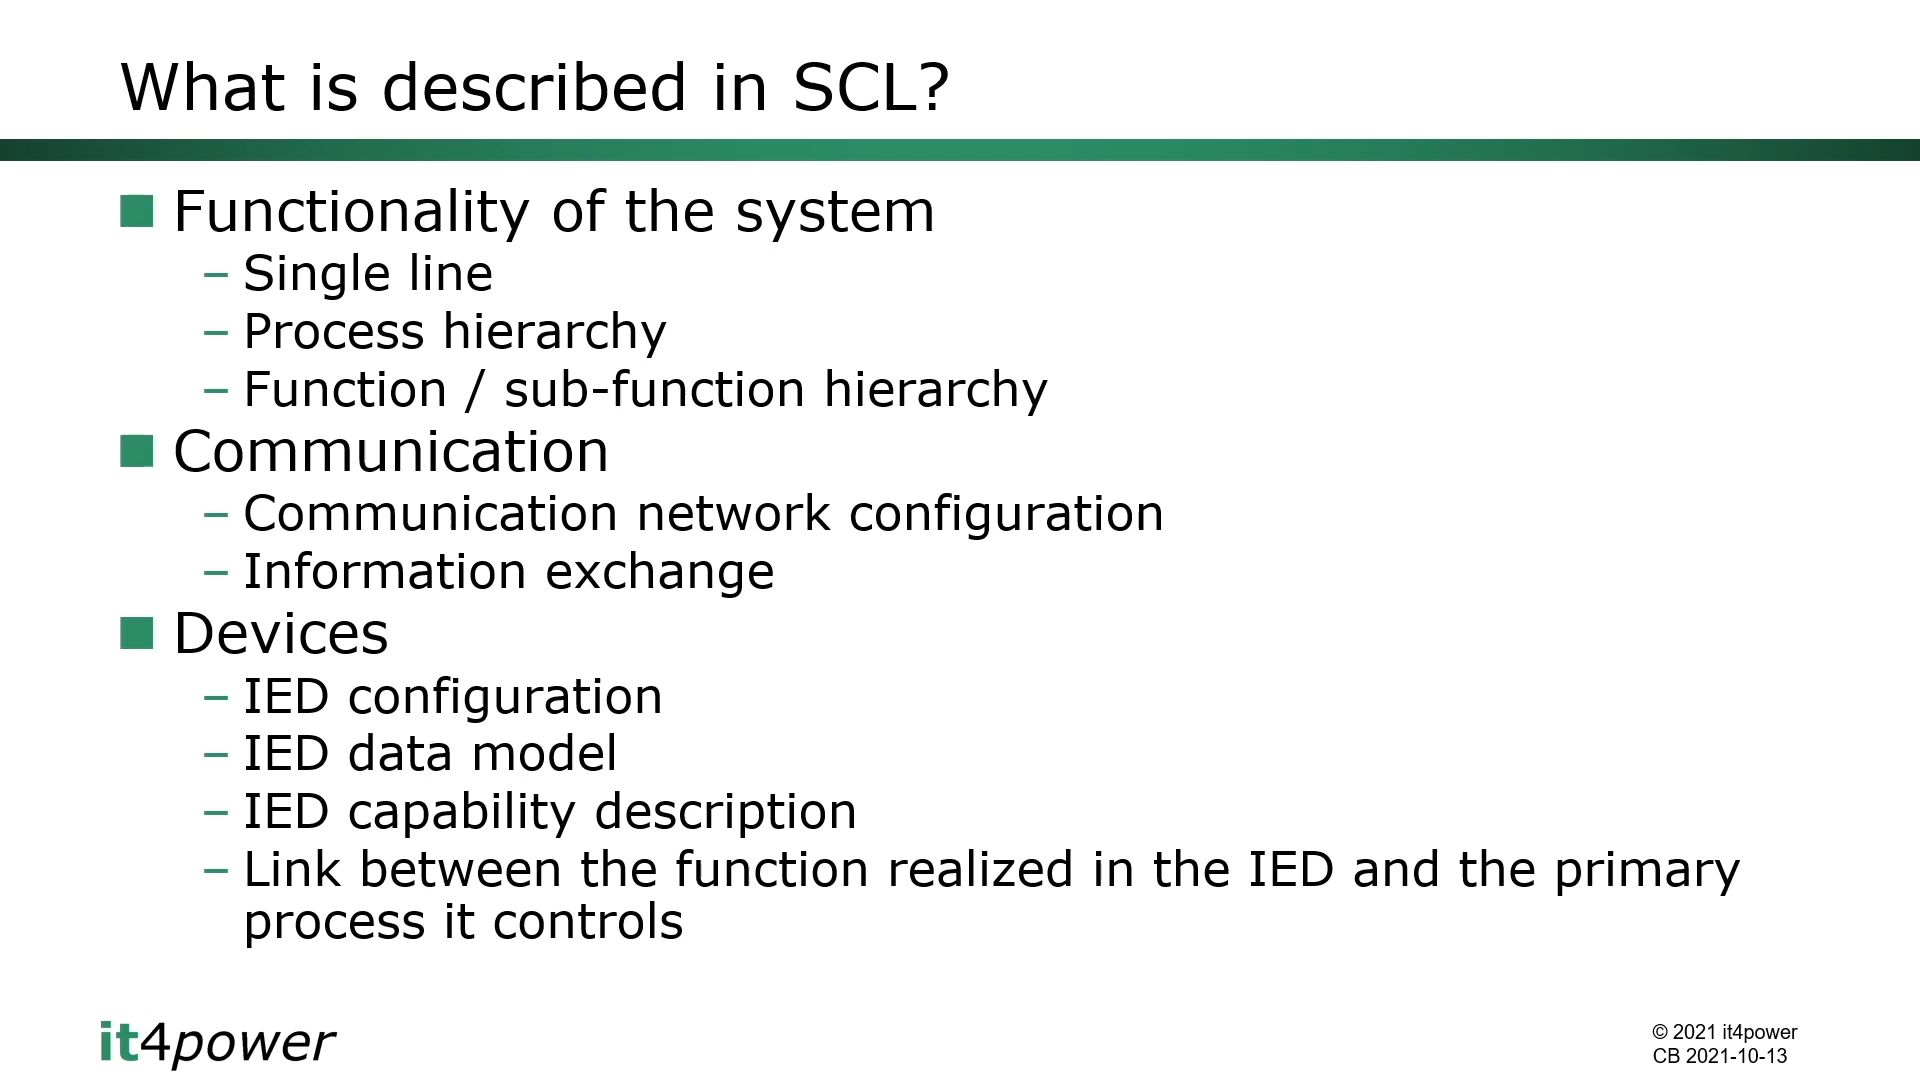 What is described in SCL?
Functionality of the system
– Single line
– Process hierarchy
– Function / sub-function hierarchy
Communication
– Communication network configuration
– Information exchange
Devices
– IED configuration
– IED data model
– IED capability description
– Link between the function realized in the IED and the primary
process it controls
it4power
© 2021 it4power
CB 2021-10-13